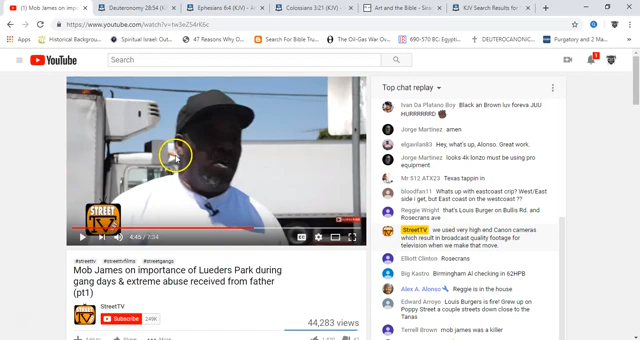 Mob James on importa
Deuteronomy 28:54 (KJV) -
Ephesians 6:4 (KJV) -
Colossians 3:21 (KJV) -
Art and the Bible - 
KJV Search Results for
https://www.youtube.com/watch?v=
Apps
Historical Background
Spiritual Israel: Out
47 Reasons Why O
Search For Bible Tru
The Oil-Gas War Ov
690-570 BC: Egypti
DEUTEROCANONIC
Purgatory and 2 Ma
YouTube
Search
1
STREET
TV
4:45 / 7:34
SUBSCRIBE
CC
#streettv #streettvfilms #streetgangs
Mob James on importance of Lueders Park during
gang days & extreme abuse received from father
(pt1)
StreetTV
Subscribe 249K
44,283 views
Top chat replay
Ivan Da Platano Boy Black an Brown luv foreva JUU
HURRRRRRD
Jorge Martinez amen
elgavilan83 Hey, what's up, Alonso. Great work.
Jorge Martinez looks 4k lonzo must be using pro
equipment
Mr 512 ATX23 Texas tappin in
bloodfan11 Whats up with eastcoart crip? West/East
side i get, but East coast on the westcoast ??
Reggie Wright that's Louis Burger on Bullis Rd. and
Rosecrans ave
StreetTV we used very high end Canon cameras
which result in broadcast quality footage for
television when we make that move.
Elliott Clinton Rosecrans
Big Kastro Birmingham Al checking in 62HPB
Alex A. Alonso Reggie is in the house
Edward Arroyo Louis Burgers is fire! Grew up on
Poppy Street a couple streets down close to the
Tanas
Terrell Brown mob james was a killer